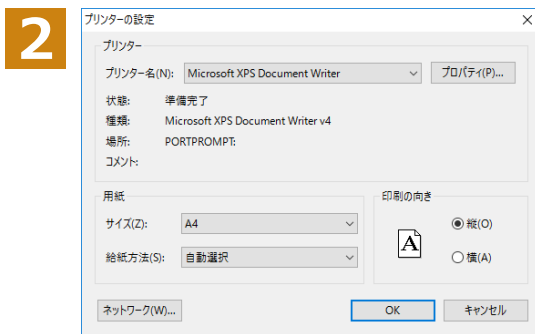 2
プリンターの設定
プリンター
プリンター名(N): Microsoft XPS Document Writer プロパティ(P)...
状態: 準備完了
種類: Microsoft XPS Document Writer v4
場所: PORTPROMPT:
コメント:
用紙 印刷の向き
サイズ(Z): A4 縦(O)
給紙方法(S): 自動選択 A 横(A)
ネットワーク(W)... OK キャンセル